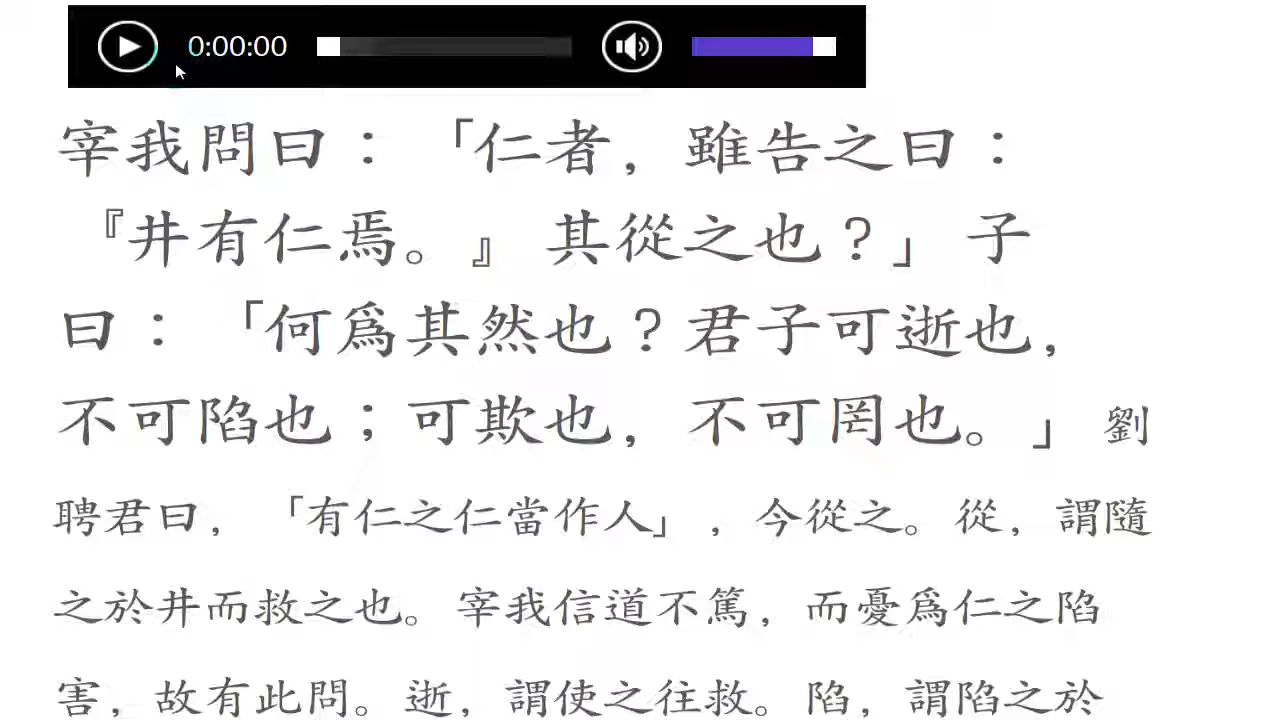 0:00:00
宰我問曰：「仁者，雖告之曰：
『井有仁焉。』其從之也？」子
曰：「何爲其然也？君子可逝也，
不可陷也；可欺也，不可罔也。」劉
聘君曰，「有仁之仁當作人」，今從之。從，謂隨
之於井而救之也。宰我信道不篤，而憂爲仁之陷
害，故有此問。逝，謂使之往救。陷，謂陷之於